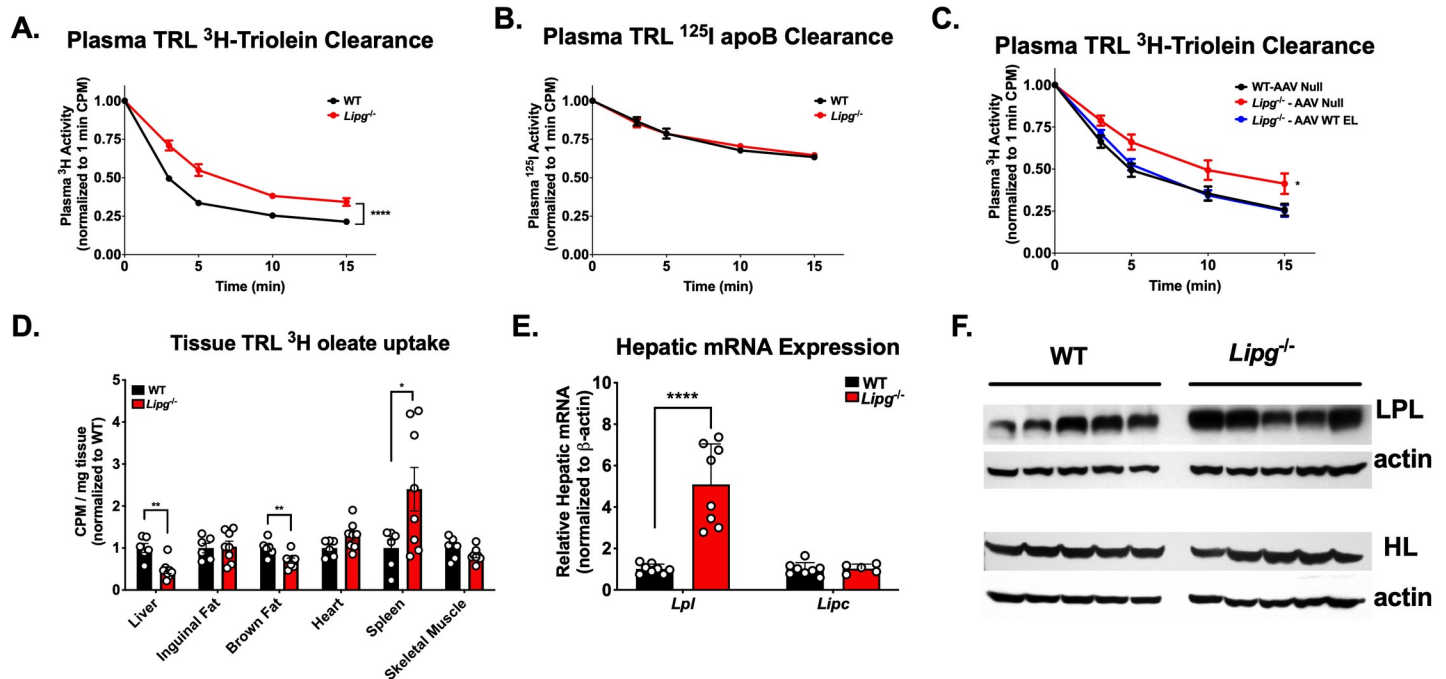 A.
Plasma TRL ³H-Triolein Clearance
Plasma ³H Activity
(normalized to 1 min CPM)
1.00
0.75
0.50
0.25
0.00
0
5
10
15
Time (min)
WT
Lipg⁻/⁻
****
B.
Plasma TRL ¹²⁵I apoB Clearance
Plasma ¹²⁵I Activity
(normalized to 1 min CPM)
1.00
0.75
0.50
0.25
0.00
0
5
10
15
Time (min)
WT
Lipg⁻/⁻
C.
Plasma TRL ³H-Triolein Clearance
Plasma ³H Activity
(normalized to 1 min CPM)
1.00
0.75
0.50
0.25
0.00
0
5
10
15
Time (min)
WT-AAV Null
Lipg⁻/⁻ - AAV Null
Lipg⁻/⁻ - AAV WT EL
*
D.
Tissue TRL ³H oleate uptake
CPM / mg tissue
(normalized to WT)
5
4
3
2
1
0
WT
Lipg⁻/⁻
**
**
*
Liver
Inguinal Fat
Brown Fat
Heart
Spleen
Skeletal Muscle
E.
Hepatic mRNA Expression
Relative Hepatic mRNA
(normalized to β-actin)
10
8
6
4
2
0
WT
Lipg⁻/⁻
****
Lpl
Lipc
F.
WT
Lipg⁻/⁻
LPL
actin
HL
actin